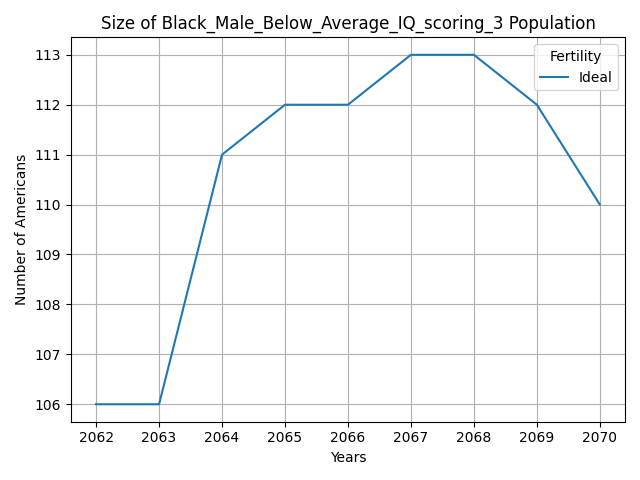 Size of Black_Male_Below_Average_IQ_scoring_3 Population
Fertility
Ideal
Number of Americans
113
112
111
110
109
108
107
106
2062 2063 2064 2065 2066 2067 2068 2069 2070
Years